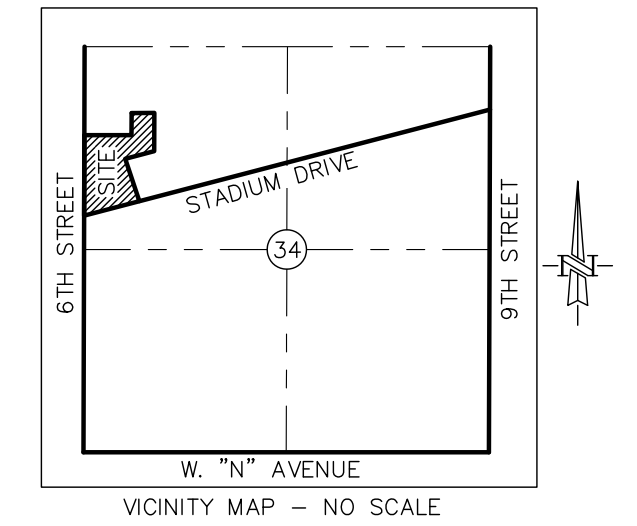 SITE
STADIUM DRIVE
6TH STREET
34
9TH STREET
N
W. "N" AVENUE
VICINITY MAP – NO SCALE